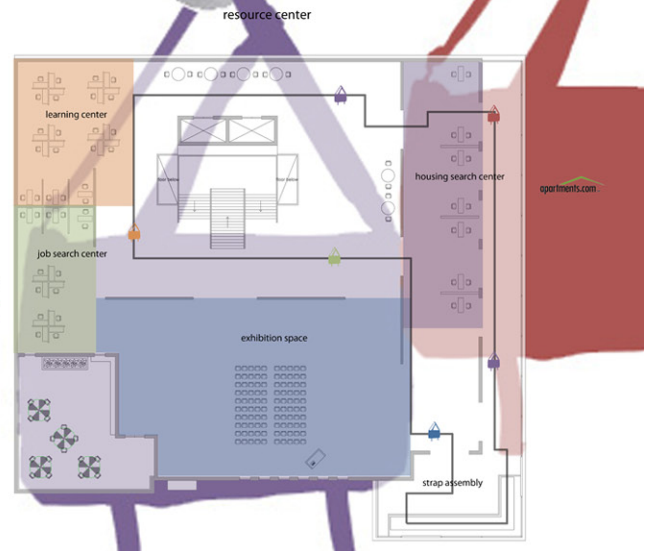 resource center
learning center
housing search center
apartments.com
job search center
exhibition space
strap assembly